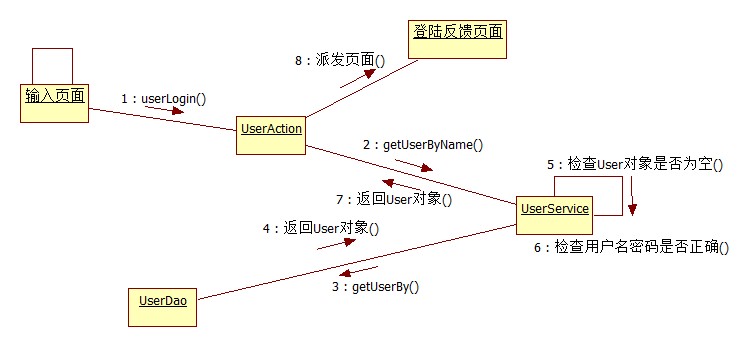 登陆反馈页面
8：派发页面()
输入页面
1：userLogin()
UserAction
2：getUserByName()
5：检查User对象是否为空()
7：返回User对象()
UserService
4：返回User对象()
6：检查用户名密码是否正确()
3：getUserBy()
UserDao